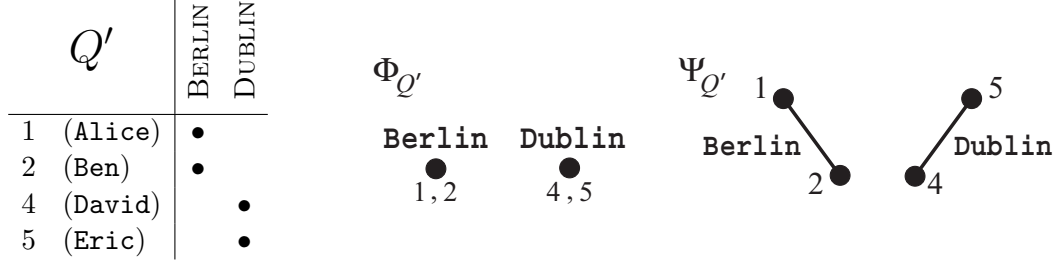 Q′ BERLIN DUBLIN
1 (Alice) •
2 (Ben) •
4 (David) •
5 (Eric) •
Φ_Q′
Berlin Dublin
1 , 2 4 , 5
Ψ_Q′
1 5
Berlin Dublin
2 4